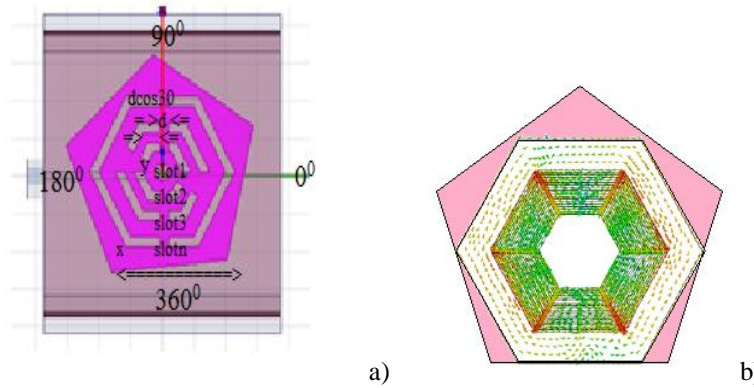 90⁰
dcos30
= >d <=
=> <=
y
slot1
180⁰
0⁰
slot2
slot3
x slotn
<==========>
360⁰
a)
b